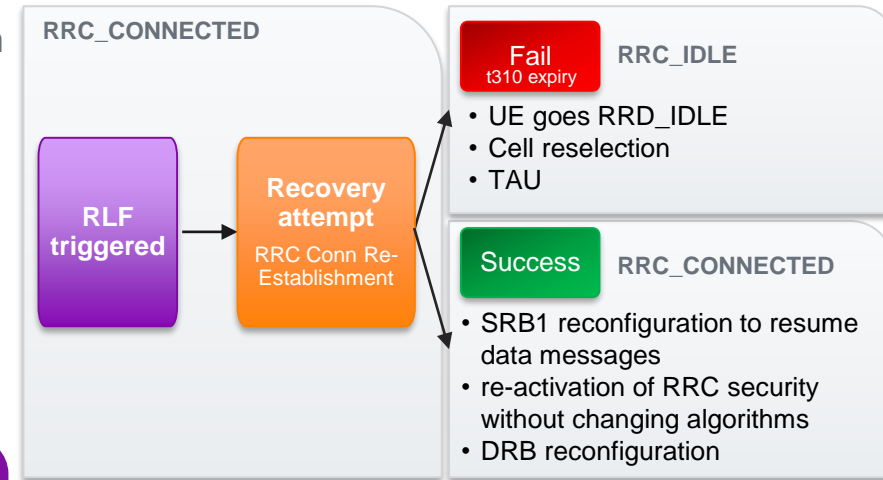 n
RRC_CONNECTED
RLF
triggered
Recovery
attempt
RRC Conn Re-
Establishment
Fail
t310 expiry
RRC_IDLE
• UE goes RRD_IDLE
• Cell reselection
• TAU
Success
RRC_CONNECTED
• SRB1 reconfiguration to resume
data messages
• re-activation of RRC security
without changing algorithms
• DRB reconfiguration